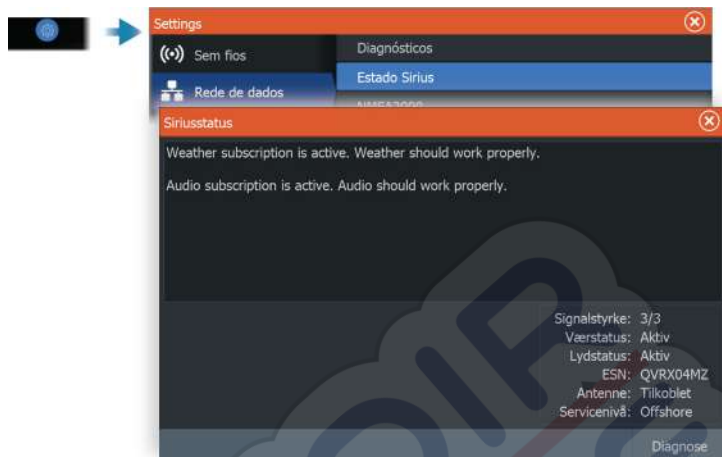 Settings
Sem fios
Diagnósticos
Estado Sirius
Rede de dados
NMEA2000
Siriusstatus
Weather subscription is active. Weather should work properly.
Audio subscription is active. Audio should work properly.
Signalstyrke: 3/3
Værstatus: Aktiv
Lydstatus: Aktiv
ESN: QVRX04MZ
Antenne: Tilkoblet
Servicenivå: Offshore
Diagnose